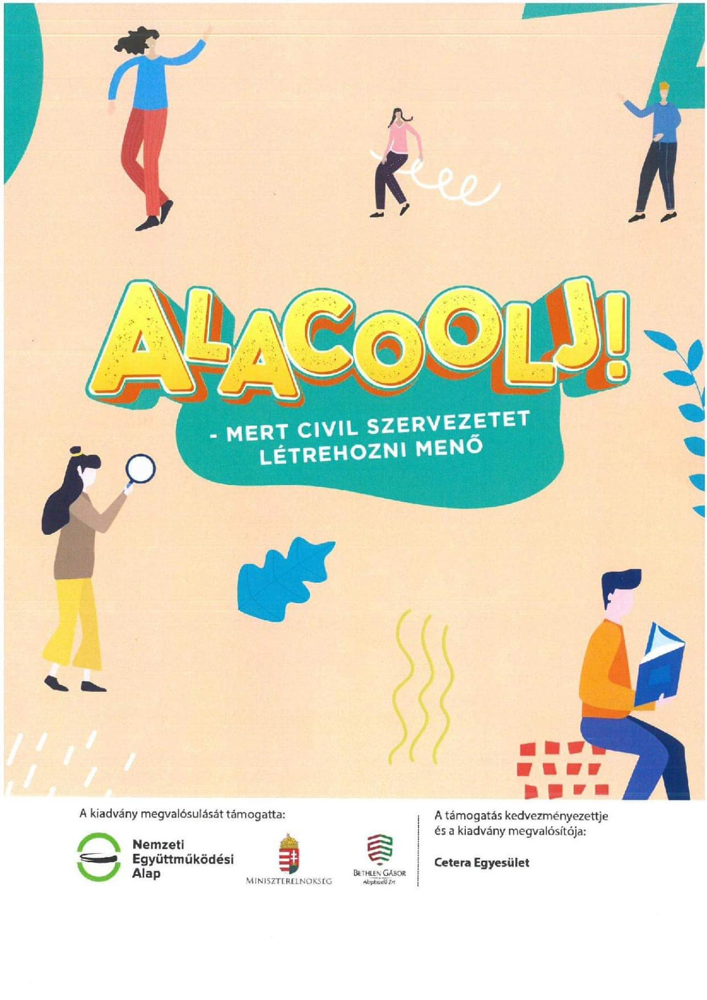 ALACOOLJ!
- MERT CIVIL SZERVEZETET
LÉTREHOZNI MENŐ
A kiadvány megvalósulását támogatta:
Nemzeti
Együttműködési
Alap
MINISZTERELNÖKSÉG
BETHLEN GÁBOR
Alapkezelő Zrt
A támogatás kedvezményezettje
és a kiadvány megvalósítója:
Cetera Egyesület